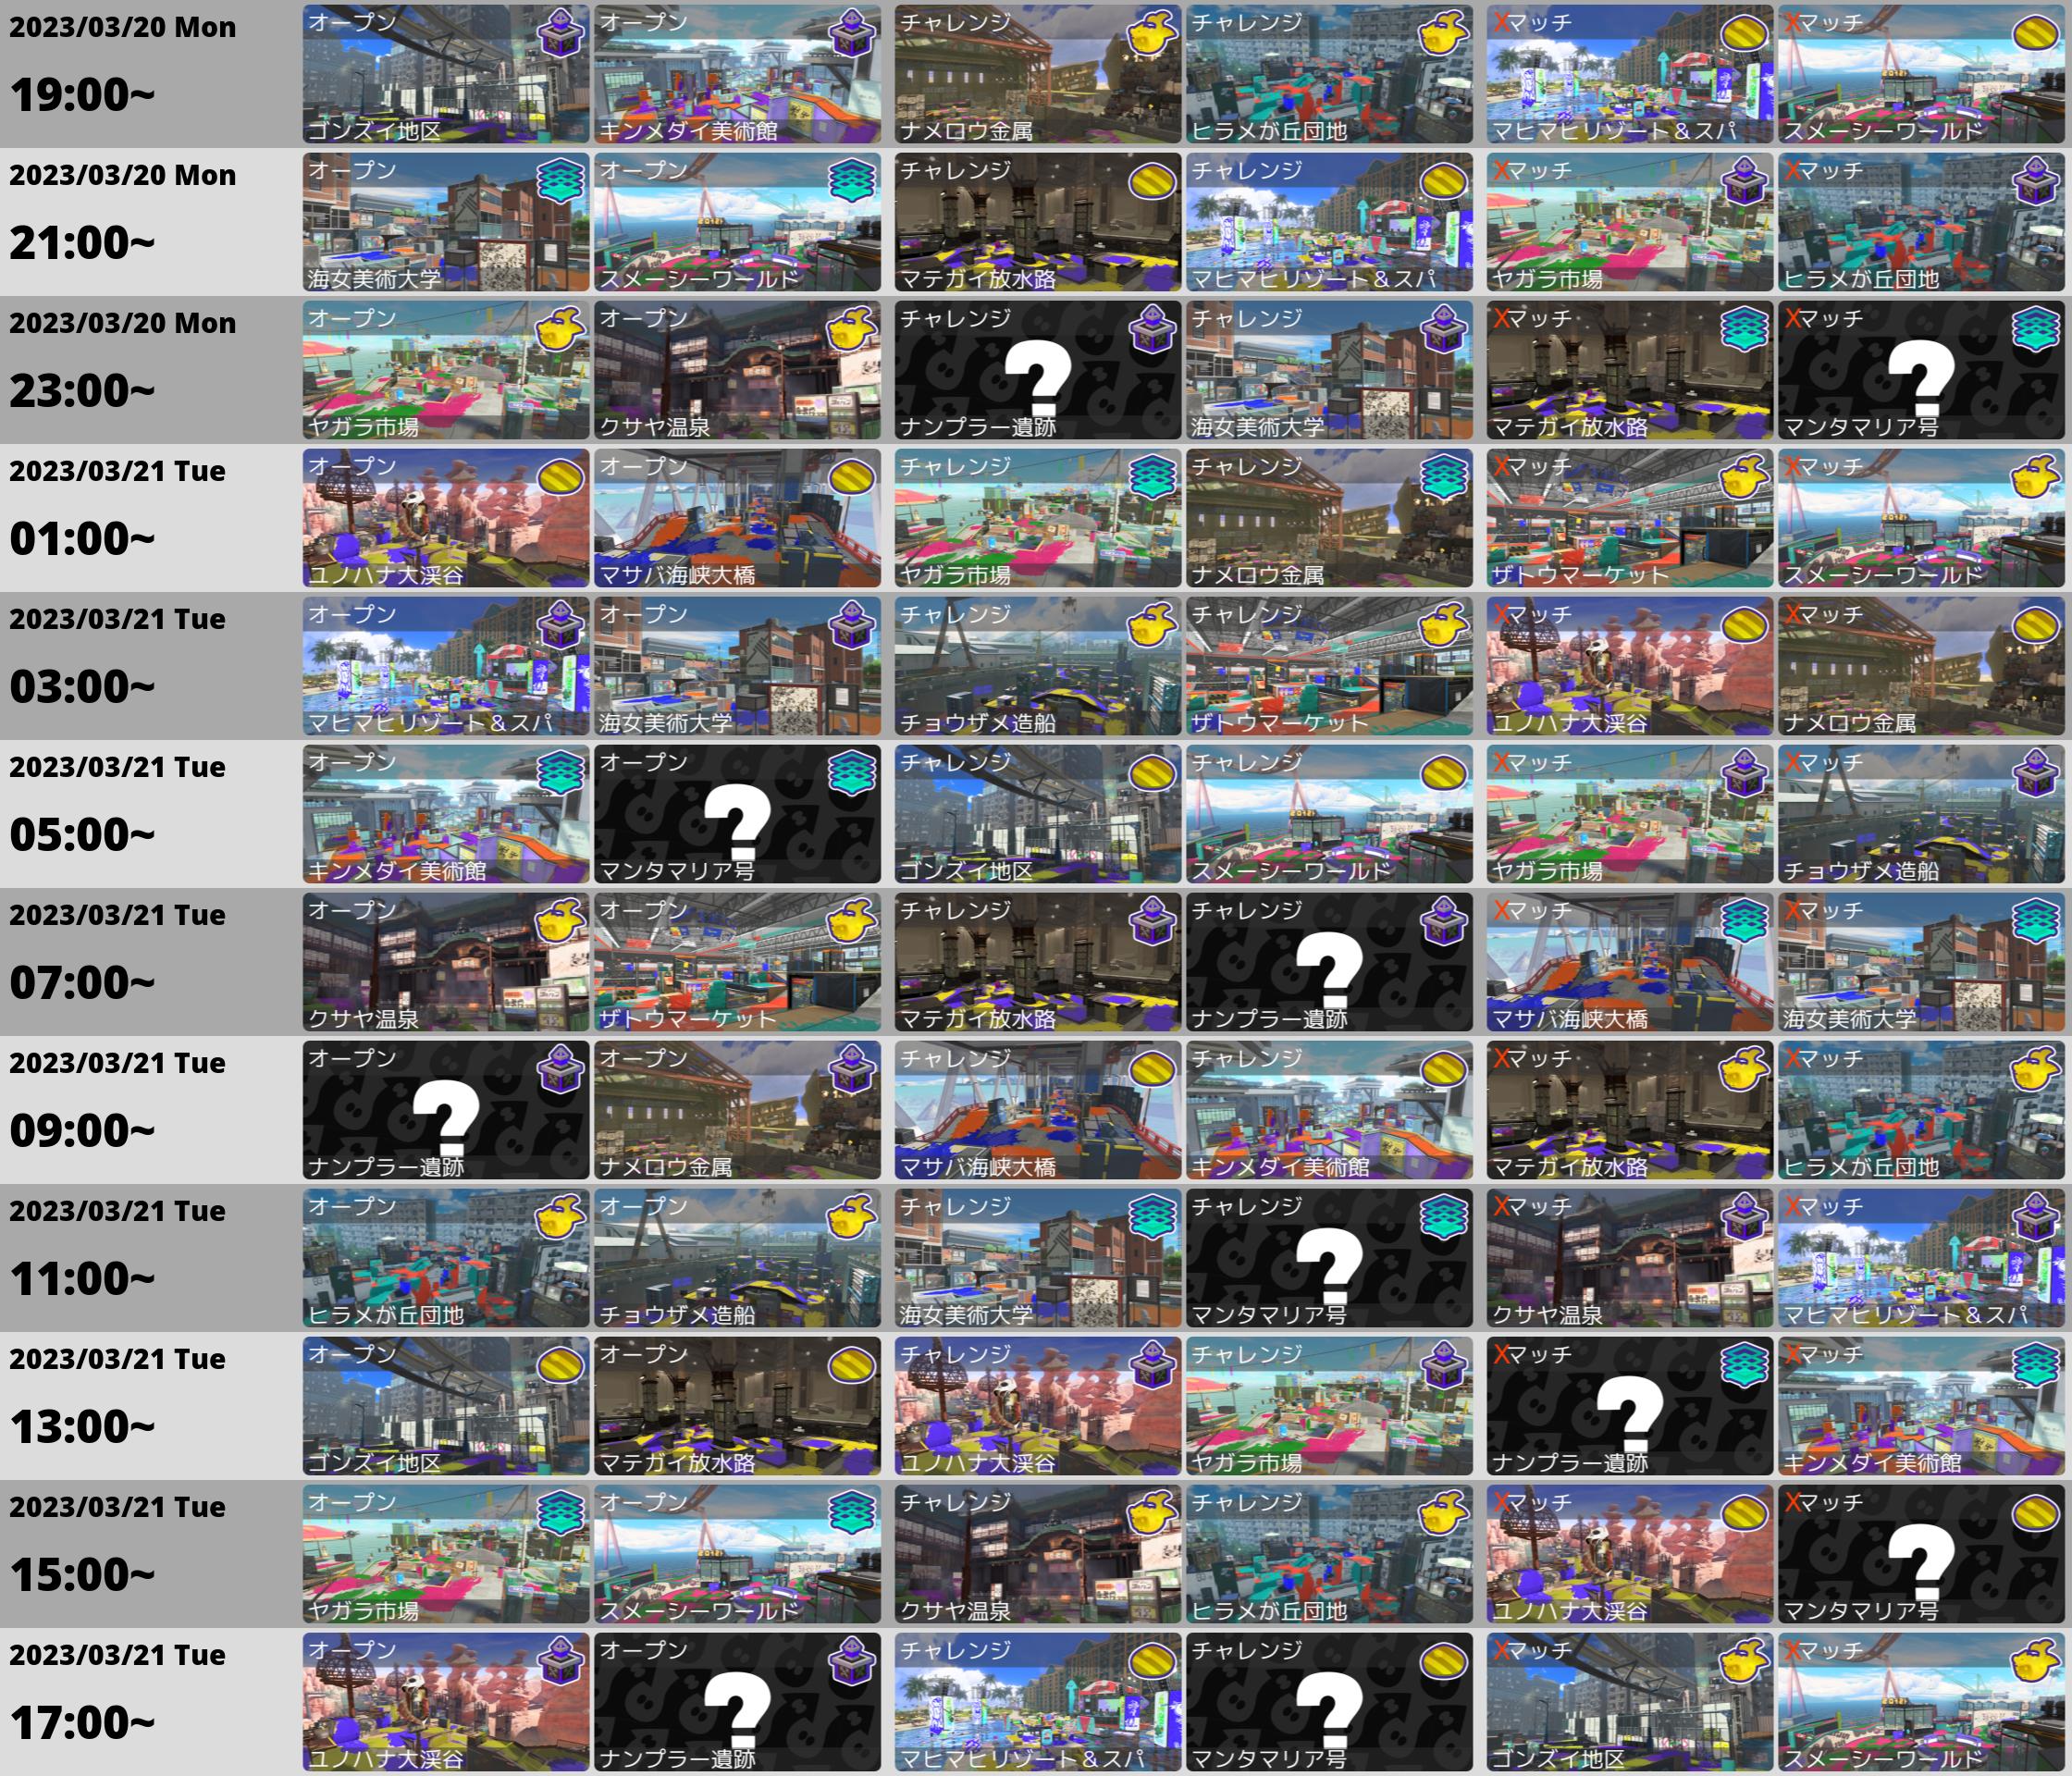 2023/03/20 Mon
19:00~
オープン
ゴンズイ地区
オープン
キンメダイ美術館
チャレンジ
ナメロウ金属
チャレンジ
ヒラメが丘団地
Xマッチ
マヒマヒリゾート＆スパ
Xマッチ
スメーシーワールド
2023/03/20 Mon
21:00~
オープン
海女美術大学
オープン
スメーシーワールド
チャレンジ
マテガイ放水路
チャレンジ
マヒマヒリゾート＆スパ
Xマッチ
ヤガラ市場
Xマッチ
ヒラメが丘団地
2023/03/20 Mon
23:00~
オープン
ヤガラ市場
オープン
クサヤ温泉
チャレンジ
?
ナンプラー遺跡
チャレンジ
海女美術大学
Xマッチ
マテガイ放水路
Xマッチ
?
マンタマリア号
2023/03/21 Tue
01:00~
オープン
ユノハナ大渓谷
オープン
マサバ海峡大橋
チャレンジ
ヤガラ市場
チャレンジ
ナメロウ金属
Xマッチ
ザトウマーケット
Xマッチ
スメーシーワールド
2023/03/21 Tue
03:00~
オープン
マヒマヒリゾート＆スパ
オープン
海女美術大学
チャレンジ
チョウザメ造船
チャレンジ
ザトウマーケット
Xマッチ
ユノハナ大渓谷
Xマッチ
ナメロウ金属
2023/03/21 Tue
05:00~
オープン
キンメダイ美術館
オープン
?
マンタマリア号
チャレンジ
ゴンズイ地区
チャレンジ
スメーシーワールド
Xマッチ
ヤガラ市場
Xマッチ
チョウザメ造船
2023/03/21 Tue
07:00~
オープン
クサヤ温泉
オープン
ザトウマーケット
チャレンジ
マテガイ放水路
チャレンジ
?
ナンプラー遺跡
Xマッチ
マサバ海峡大橋
Xマッチ
海女美術大学
2023/03/21 Tue
09:00~
オープン
?
ナンプラー遺跡
オープン
ナメロウ金属
チャレンジ
マサバ海峡大橋
チャレンジ
キンメダイ美術館
Xマッチ
マテガイ放水路
Xマッチ
ヒラメが丘団地
2023/03/21 Tue
11:00~
オープン
ヒラメが丘団地
オープン
チョウザメ造船
チャレンジ
海女美術大学
チャレンジ
?
マンタマリア号
Xマッチ
クサヤ温泉
Xマッチ
マヒマヒリゾート＆スパ
2023/03/21 Tue
13:00~
オープン
ゴンズイ地区
オープン
マテガイ放水路
チャレンジ
ユノハナ大渓谷
チャレンジ
ヤガラ市場
Xマッチ
?
ナンプラー遺跡
Xマッチ
キンメダイ美術館
2023/03/21 Tue
15:00~
オープン
ヤガラ市場
オープン
スメーシーワールド
チャレンジ
クサヤ温泉
チャレンジ
ヒラメが丘団地
Xマッチ
ユノハナ大渓谷
Xマッチ
?
マンタマリア号
2023/03/21 Tue
17:00~
オープン
ユノハナ大渓谷
オープン
?
ナンプラー遺跡
チャレンジ
マヒマヒリゾート＆スパ
チャレンジ
?
マンタマリア号
Xマッチ
ゴンズイ地区
Xマッチ
スメーシーワールド